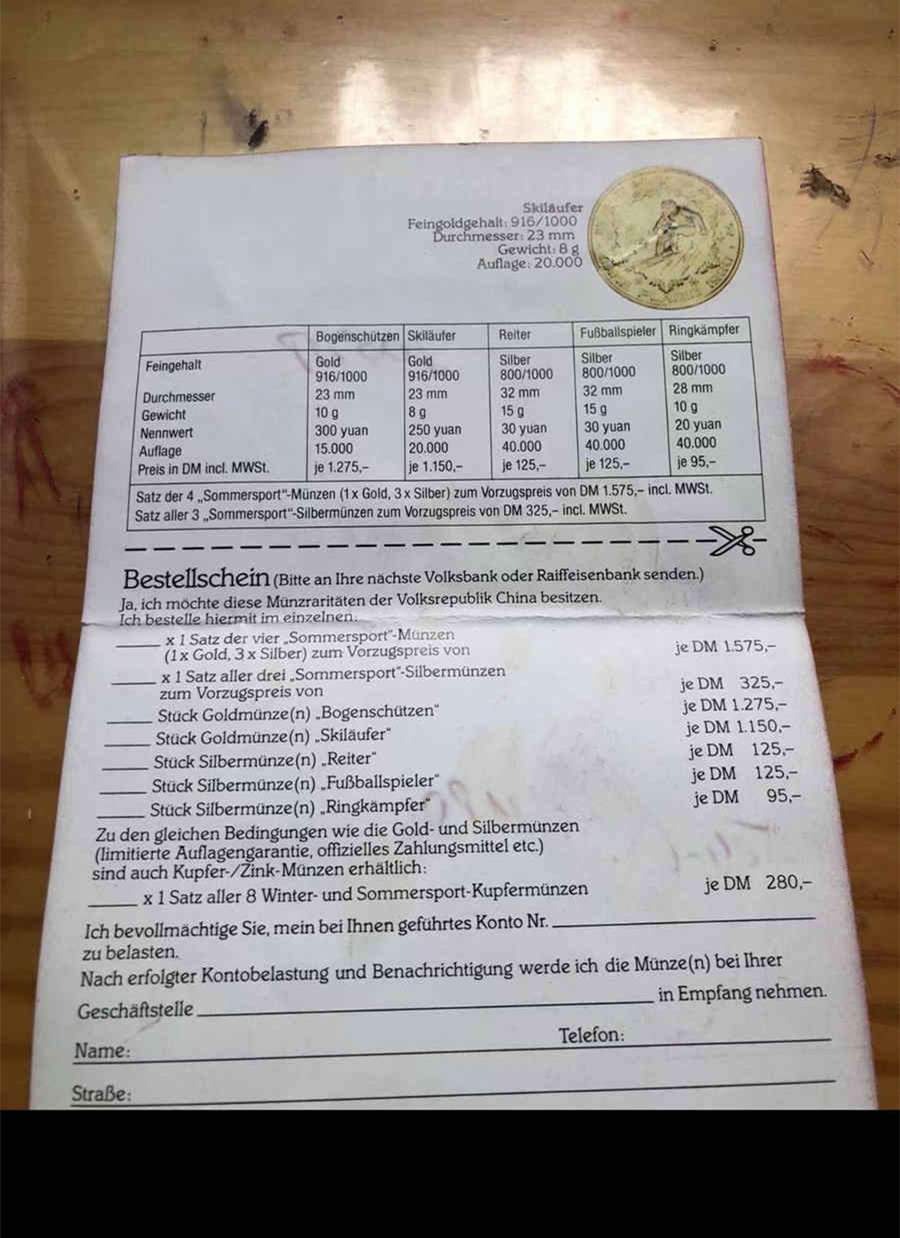 Skiläufer
Feingoldgehalt: 916/1000
Durchmesser: 23 mm
Gewicht: 8 g
Auflage: 20.000
Bogenschützen Skiläufer Reiter Fußballspieler Ringkämpfer
Feingehalt Gold 916/1000 Gold 916/1000 Silber 800/1000 Silber 800/1000 Silber 800/1000
Durchmesser 23 mm 23 mm 32 mm 32 mm 28 mm
Gewicht 10 g 8 g 15 g 15 g 10 g
Nennwert 300 yuan 250 yuan 30 yuan 30 yuan 20 yuan
Auflage 15.000 20.000 40.000 40.000 40.000
Preis in DM incl. MWSt. je 1.275,– je 1.150,– je 125,– je 125,– je 95,–
Satz der 4 „Sommersport“-Münzen (1 x Gold, 3 x Silber) zum Vorzugspreis von DM 1.575,– incl. MWSt.
Satz aller 3 „Sommersport“-Silbermünzen zum Vorzugspreis von DM 325,– incl. MWSt.
Bestellschein (Bitte an Ihre nächste Volksbank oder Raiffeisenbank senden.)
Ja, ich möchte diese Münzraritäten der Volksrepublik China besitzen.
Ich bestelle hiermit im einzelnen:
x 1 Satz der vier „Sommersport“-Münzen
(1 x Gold, 3 x Silber) zum Vorzugspreis von je DM 1.575,–
x 1 Satz aller drei „Sommersport“-Silbermünzen
zum Vorzugspreis von je DM 325,–
Stück Goldmünze(n) „Bogenschützen“ je DM 1.275,–
Stück Goldmünze(n) „Skiläufer“ je DM 1.150,–
Stück Silbermünze(n) „Reiter“ je DM 125,–
Stück Silbermünze(n) „Fußballspieler“ je DM 125,–
Stück Silbermünze(n) „Ringkämpfer“ je DM 95,–
Zu den gleichen Bedingungen wie die Gold- und Silbermünzen
(limitierte Auflagengarantie, offizielles Zahlungsmittel etc.)
sind auch Kupfer-/Zink-Münzen erhältlich:
x 1 Satz aller 8 Winter- und Sommersport-Kupfermünzen je DM 280,–
Ich bevollmächtige Sie, mein bei Ihnen geführtes Konto Nr.
zu belasten.
Nach erfolgter Kontobelastung und Benachrichtigung werde ich die Münze(n) bei Ihrer
Geschäftstelle in Empfang nehmen.
Name: Telefon:
Straße: